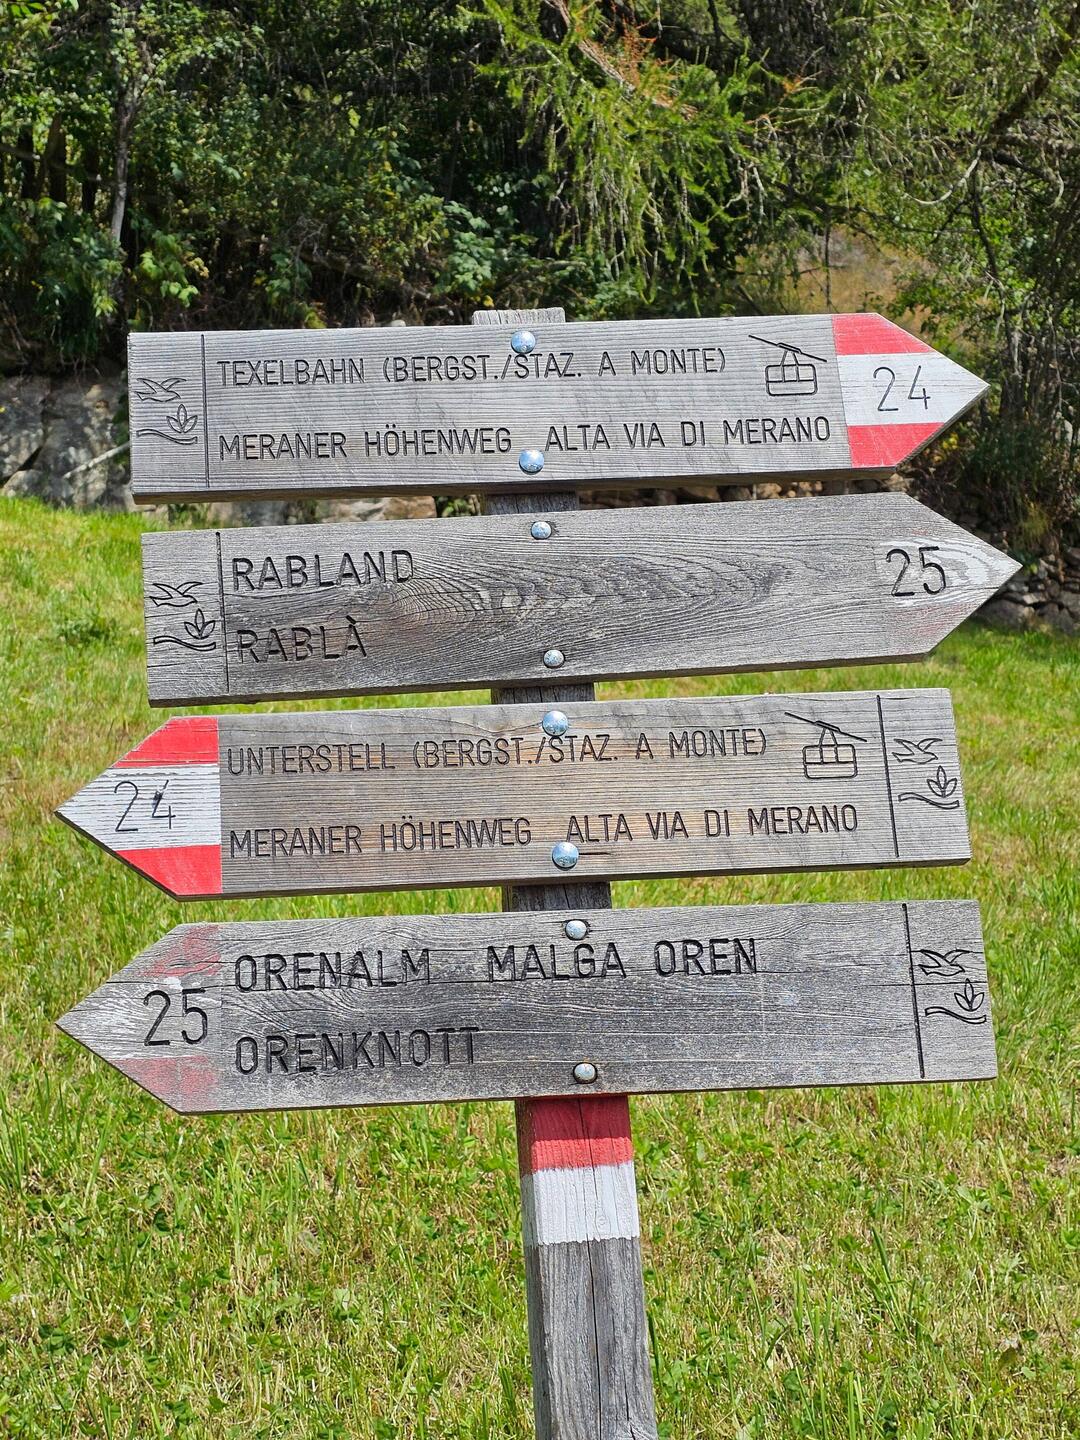 TEXELBAHN (BERGST./STAZ. A MONTE)
MERANER HÖHENWEG ALTA VIA DI MERANO
24
RABLAND
RABLÀ
25
24
UNTERSTELL (BERGST./STAZ. A MONTE)
MERANER HÖHENWEG ALTA VIA DI MERANO
25
ORENALM MALGA OREN
ORENKNOTT